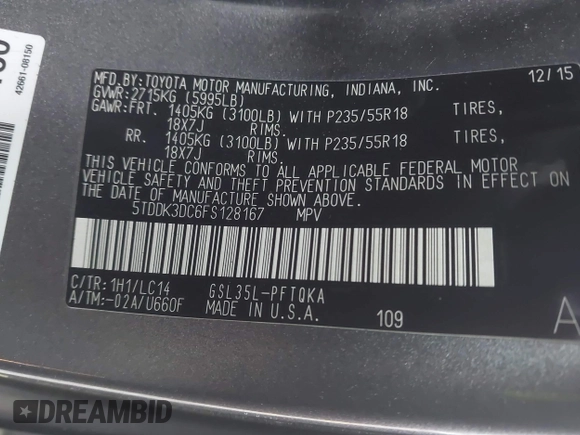 42661-08150
MFD.BY:TOYOTA MOTOR MANUFACTURING, INDIANA, INC. 12/15
GVWR:2715KG (5995LB)
GAWR:FRT. 1405KG (3100LB) WITH P235/55R18 TIRES,
18X7J RIMS.
RR. 1405KG (3100LB) WITH P235/55R18 TIRES,
18X7J RIMS.
THIS VEHICLE CONFORMS TO ALL APPLICABLE FEDERAL MOTOR
VEHICLE SAFETY AND THEFT PREVENTION STANDARDS IN EFFECT ON
THE DATE OF MANUFACTURE SHOWN ABOVE.
5TDDK3DC6FS128167 MPV
C/TR:1H1/LC14 GSL35L-PFTQKA
A/TM:-02A/U660F MADE IN U.S.A. 109
A
DREAMBID